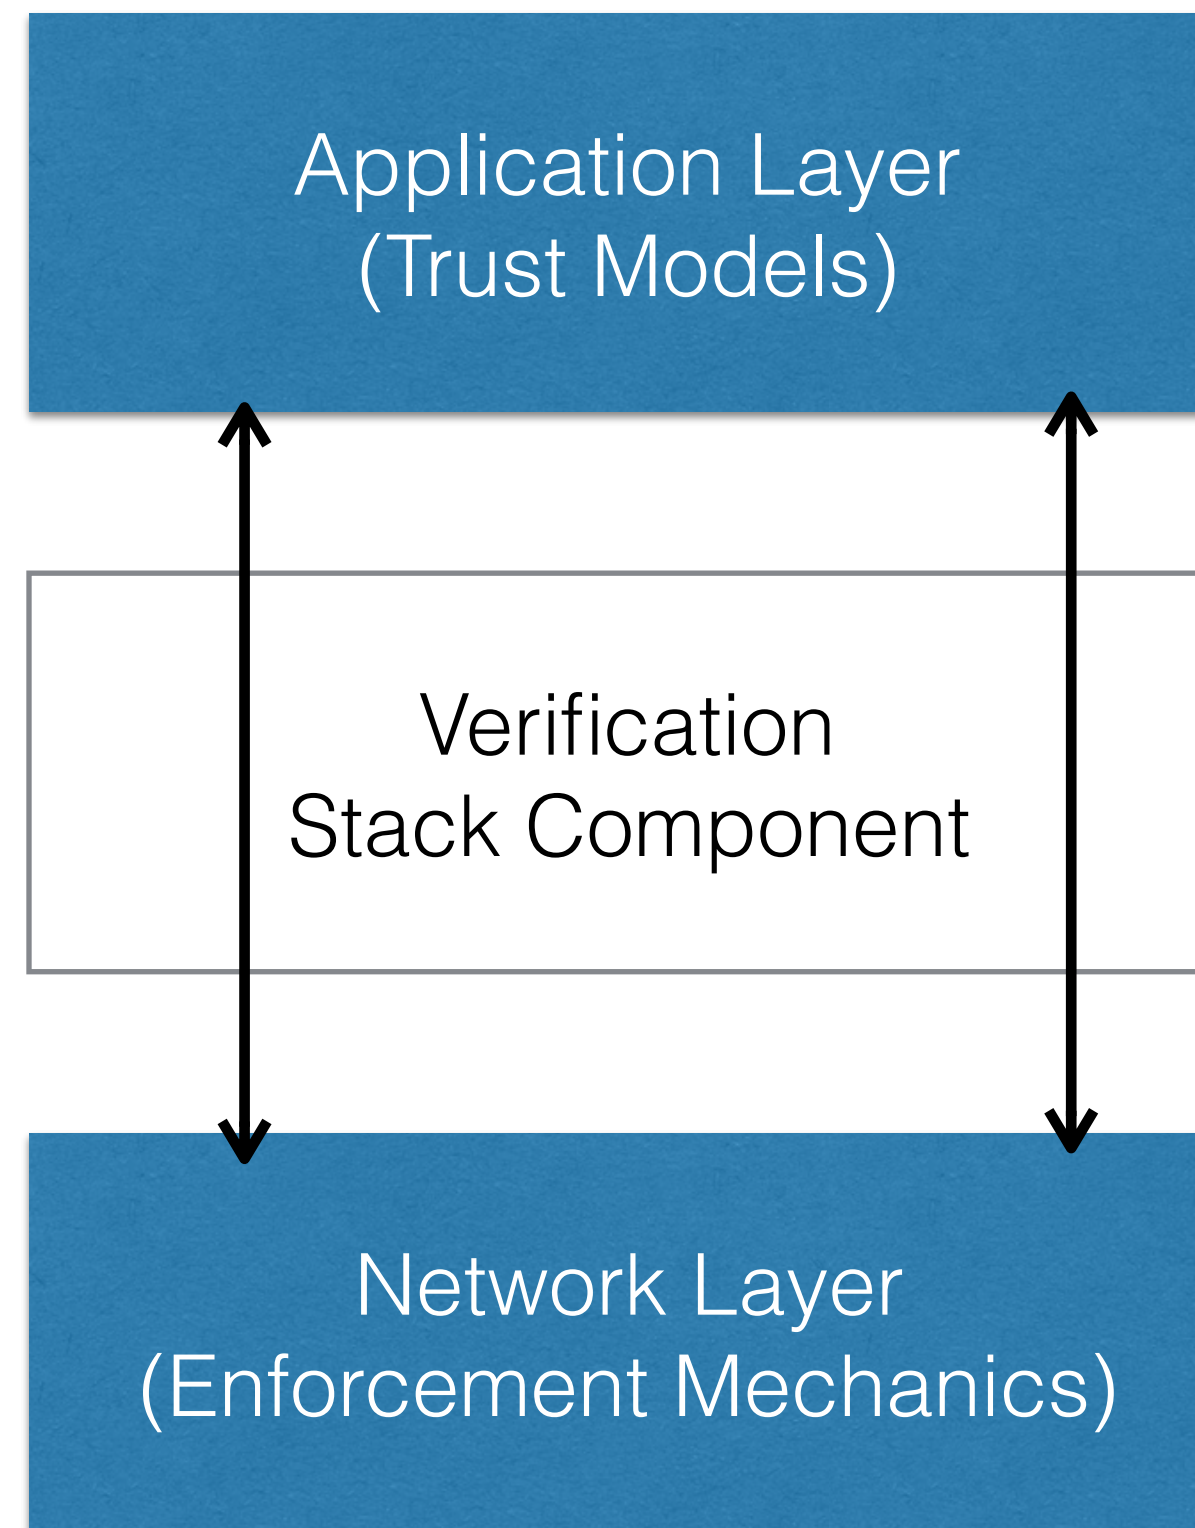 Application Layer
(Trust Models)
Verification
Stack Component
Network Layer
(Enforcement Mechanics)